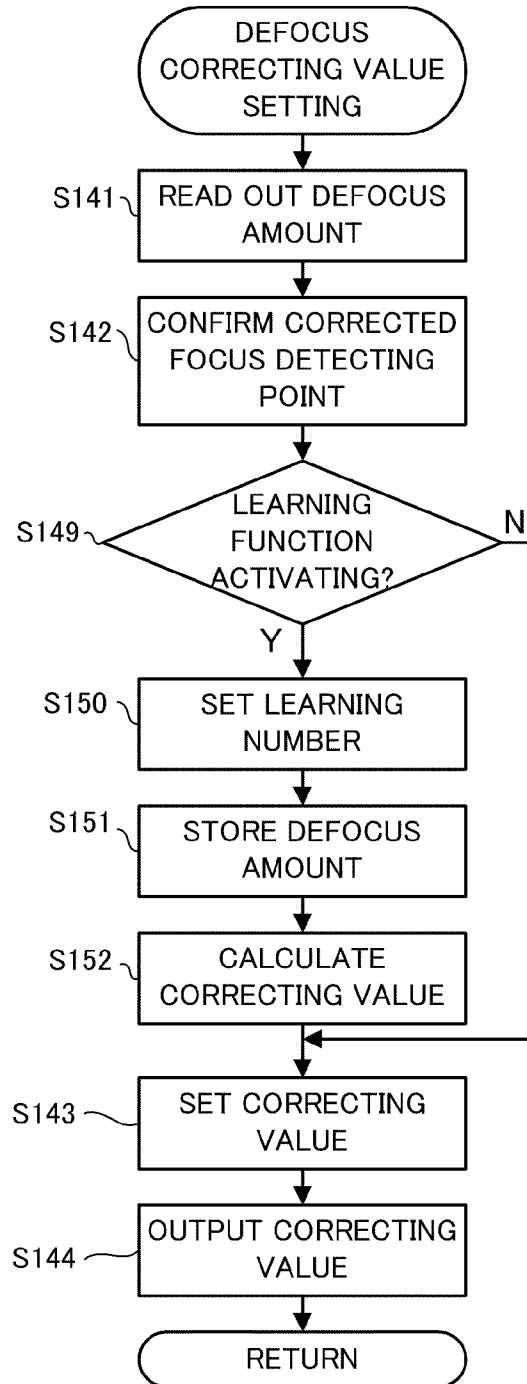 DEFOCUS
CORRECTING VALUE
SETTING
S141
READ OUT DEFOCUS
AMOUNT
S142
CONFIRM CORRECTED
FOCUS DETECTING
POINT
S149
LEARNING
FUNCTION
ACTIVATING?
N
Y
S150
SET LEARNING
NUMBER
S151
STORE DEFOCUS
AMOUNT
S152
CALCULATE
CORRECTING VALUE
S143
SET CORRECTING
VALUE
S144
OUTPUT CORRECTING
VALUE
RETURN